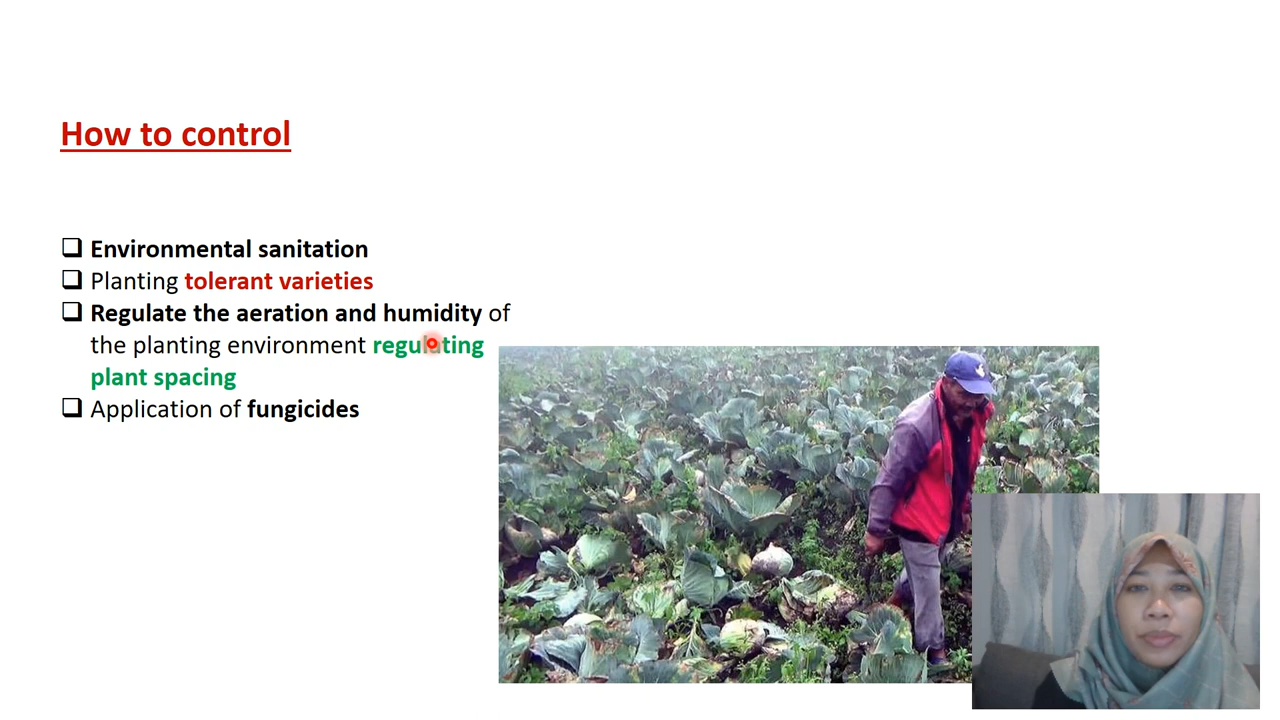 How to control
❑ Environmental sanitation
❑ Planting tolerant varieties
❑ Regulate the aeration and humidity of
the planting environment regulating
plant spacing
❑ Application of fungicides